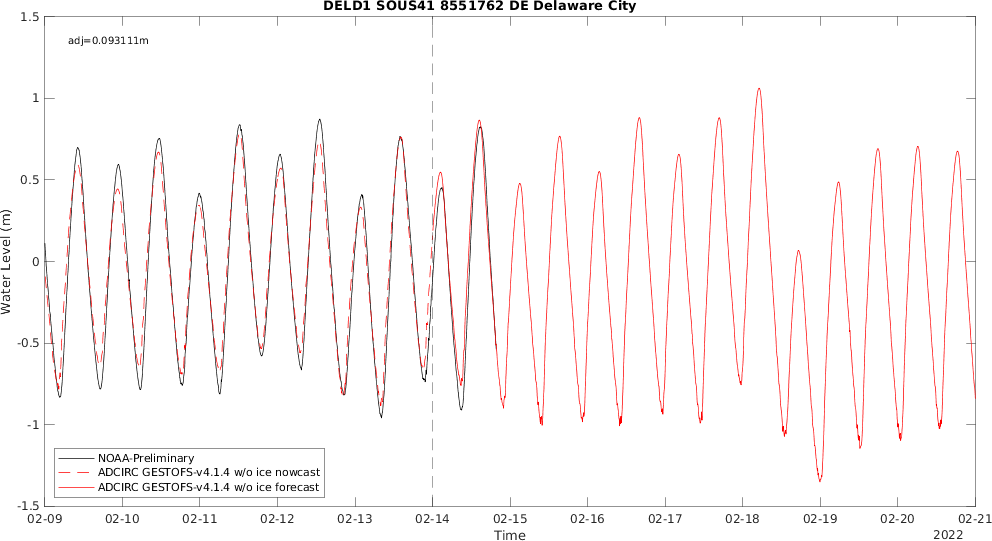 DELD1 SOUS41 8551762 DE Delaware City
adj=0.093111m
Water Level (m)
1.5
1
0.5
0
-0.5
-1
-1.5
NOAA-Preliminary
ADCIRC GESTOFS-v4.1.4 w/o ice nowcast
ADCIRC GESTOFS-v4.1.4 w/o ice forecast
02-09 02-10 02-11 02-12 02-13 02-14 02-15 02-16 02-17 02-18 02-19 02-20 02-21
Time
2022